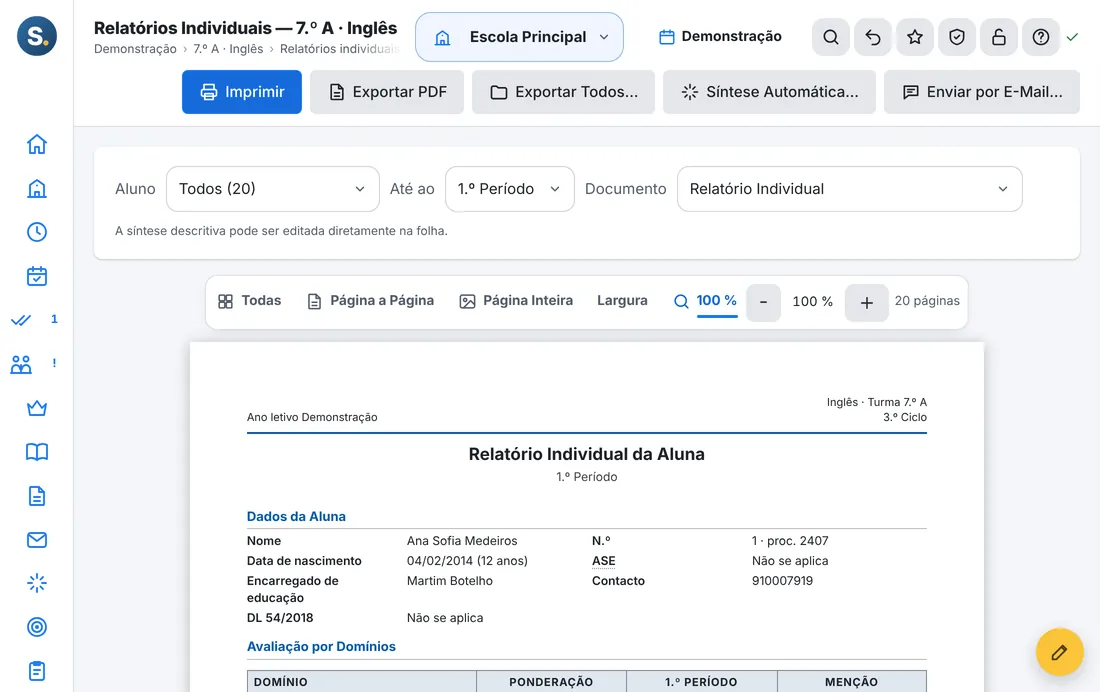 S.
Relatórios Individuais — 7.º A · Inglês
Demonstração › 7.º A · Inglês › Relatórios individuais
Escola Principal
Demonstração
Imprimir
Exportar PDF
Exportar Todos...
Síntese Automática...
Enviar por E-Mail...
1
!
Aluno
Todos (20)
Até ao
1.º Período
Documento
Relatório Individual
A síntese descritiva pode ser editada diretamente na folha.
Todas
Página a Página
Página Inteira
Largura
100 %
-
100 %
+
20 páginas
Inglês · Turma 7.º A
Ano letivo Demonstração
3.º Ciclo
Relatório Individual da Aluna
1.º Período
Dados da Aluna
Nome Ana Sofia Medeiros N.º 1 · proc. 2407
Data de nascimento 04/02/2014 (12 anos) ASE Não se aplica
Encarregado de Martim Botelho Contacto 910007919
educação
DL 54/2018 Não se aplica
Avaliação por Domínios
DOMÍNIO PONDERAÇÃO 1.º PERÍODO MENÇÃO